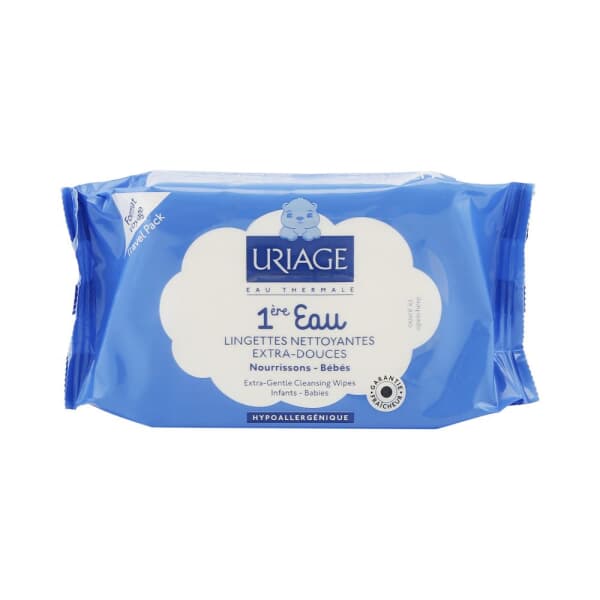 Format
voyage
Travel Pack
URIAGE
EAU THERMALE
1ère Eau
LINGETTES NETTOYANTES
EXTRA-DOUCES
Nourrissons - Bébés
Extra-Gentle Cleansing Wipes
Infants - Babies
HYPOALLERGÉNIQUE
GARANTIE
FRAÎCHEUR